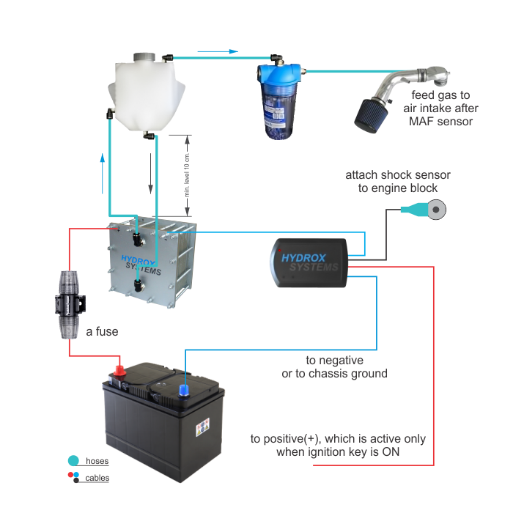 feed gas to
air intake after
MAF sensor
min. level 10 cm.
attach shock sensor
to engine block
HYDROX
SYSTEMS
HYDROX
SYSTEMS
a fuse
to negative
or to chassis ground
to positive(+), which is active only
when ignition key is ON
hoses
cables